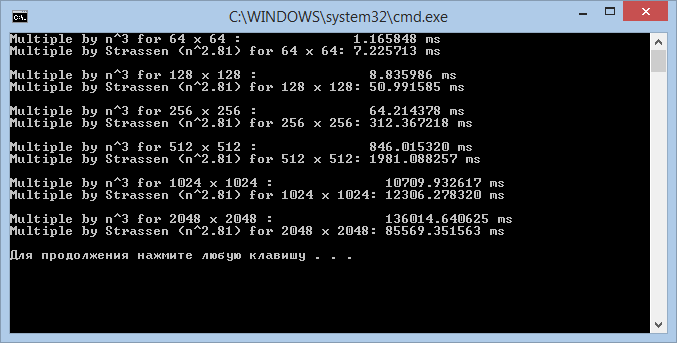 C:\WINDOWS\system32\cmd.exe
Multiple by n^3 for 64 x 64 : 1.165848 ms
Multiple by Strassen (n^2.81) for 64 x 64: 7.225713 ms
Multiple by n^3 for 128 x 128 : 8.835986 ms
Multiple by Strassen (n^2.81) for 128 x 128: 50.991585 ms
Multiple by n^3 for 256 x 256 : 64.214378 ms
Multiple by Strassen (n^2.81) for 256 x 256: 312.367218 ms
Multiple by n^3 for 512 x 512 : 846.015320 ms
Multiple by Strassen (n^2.81) for 512 x 512: 1981.088257 ms
Multiple by n^3 for 1024 x 1024 : 10709.932617 ms
Multiple by Strassen (n^2.81) for 1024 x 1024: 12306.278320 ms
Multiple by n^3 for 2048 x 2048 : 136014.640625 ms
Multiple by Strassen (n^2.81) for 2048 x 2048: 85569.351563 ms
Для продолжения нажмите любую клавишу . . .